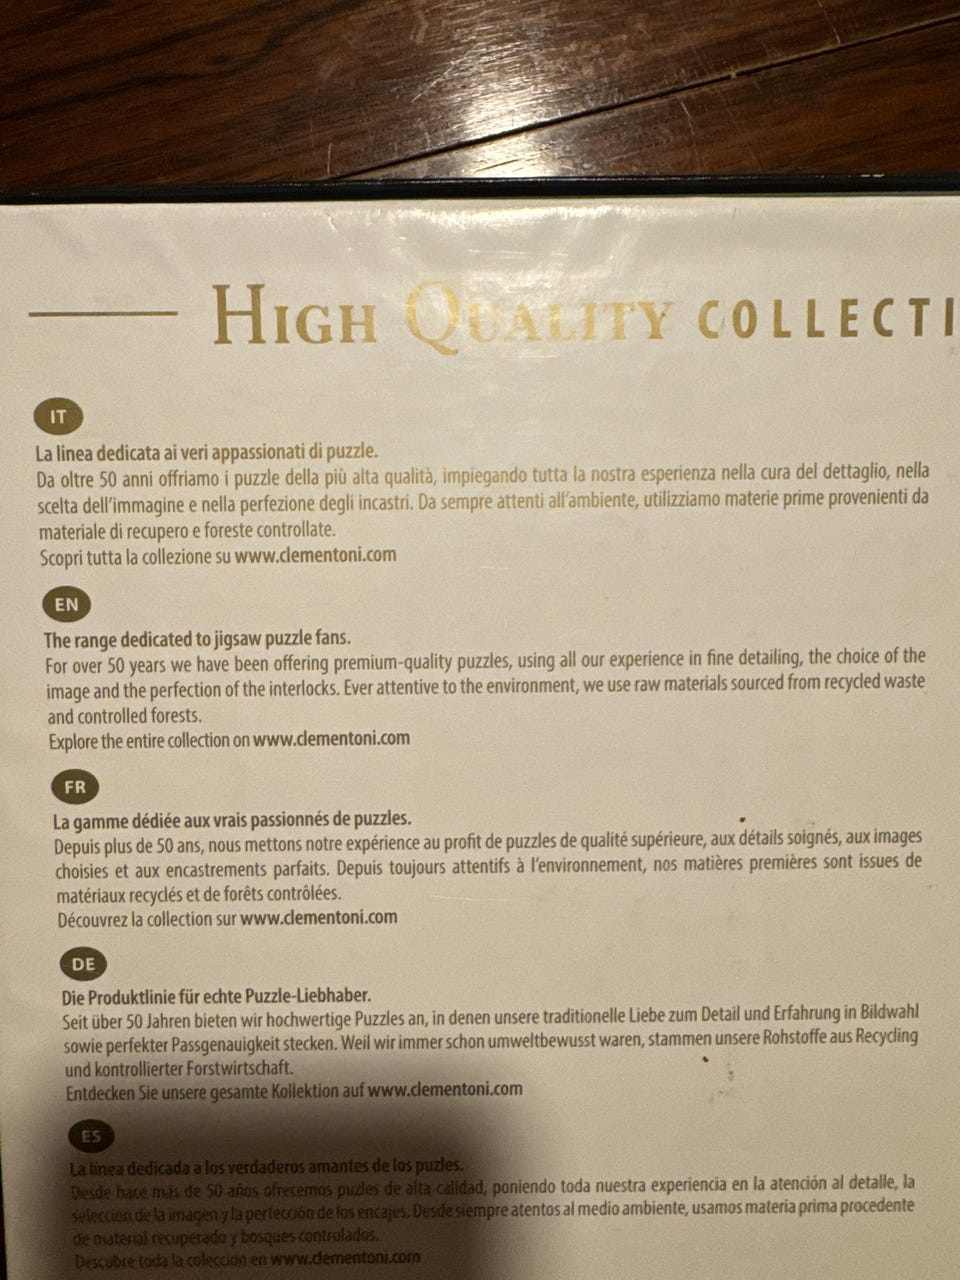 HIGH QUALITY COLLECTI
IT
La linea dedicata ai veri appassionati di puzzle.
Da oltre 50 anni offriamo i puzzle della più alta qualità, impiegando tutta la nostra esperienza nella cura del dettaglio, nella
scelta dell'immagine e nella perfezione degli incastri. Da sempre attenti all'ambiente, utilizziamo materie prime provenienti da
materiale di recupero e foreste controllate.
Scopri tutta la collezione su www.clementoni.com
EN
The range dedicated to jigsaw puzzle fans.
For over 50 years we have been offering premium-quality puzzles, using all our experience in fine detailing, the choice of the
image and the perfection of the interlocks. Ever attentive to the environment, we use raw materials sourced from recycled waste
and controlled forests.
Explore the entire collection on www.clementoni.com
FR
La gamme dédiée aux vrais passionnés de puzzles.
Depuis plus de 50 ans, nous mettons notre expérience au profit de puzzles de qualité supérieure, aux détails soignés, aux images
choisies et aux encastrements parfaits. Depuis toujours attentifs à l'environnement, nos matières premières sont issues de
matériaux recyclés et de forêts contrôlées.
Découvrez la collection sur www.clementoni.com
DE
Die Produktlinie für echte Puzzle-Liebhaber.
Seit über 50 Jahren bieten wir hochwertige Puzzles an, in denen unsere traditionelle Liebe zum Detail und Erfahrung in Bildwahl
sowie perfekter Passgenauigkeit stecken. Weil wir immer schon umweltbewusst waren, stammen unsere Rohstoffe aus Recycling
und kontrollierter Forstwirtschaft.
Entdecken Sie unsere gesamte Kollektion auf www.clementoni.com
ES
La línea dedicada a los verdaderos amantes de los puzles.
Desde hace más de 50 años ofrecemos puzles de alta calidad, poniendo toda nuestra experiencia en la atención al detalle, la
selección de la imagen y la perfección de los encajes. Desde siempre atentos al medio ambiente, usamos materia prima procedente
de material recuperado y bosques controlados.
Descubre toda la colección en www.clementoni.com